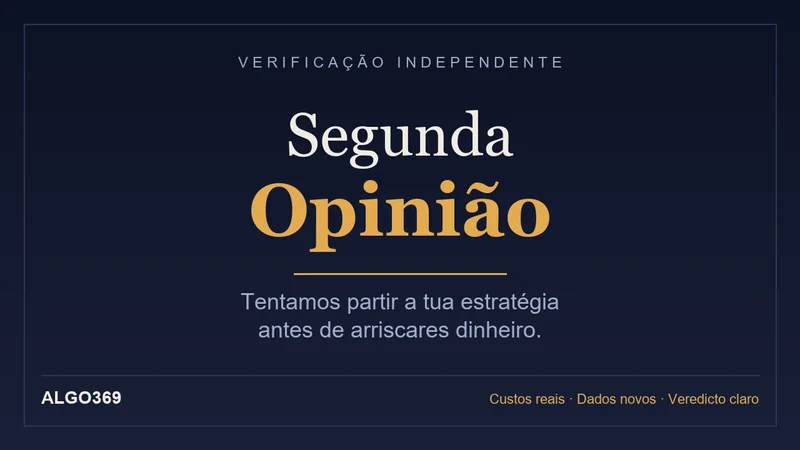 VERIFICAÇÃO INDEPENDENTE
Segunda
Opinião
Tentamos partir a tua estratégia
antes de arriscares dinheiro.
ALGO369
Custos reais · Dados novos · Veredicto claro